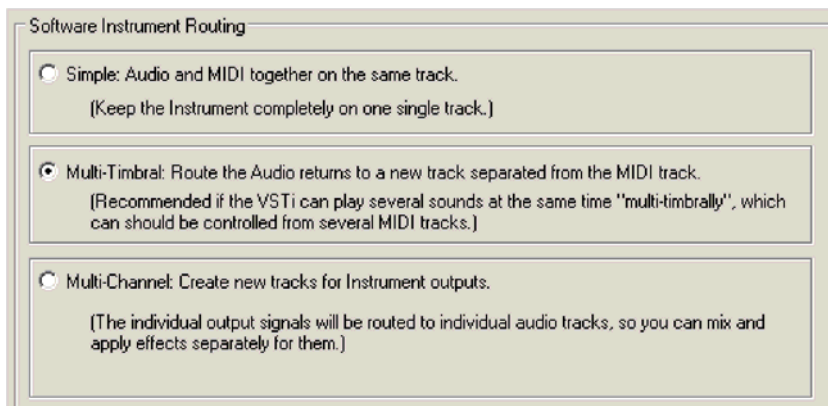 Software Instrument Routing
Simple: Audio and MIDI together on the same track.
(Keep the Instrument completely on one single track.)
Multi-Timbral: Route the Audio returns to a new track separated from the MIDI track.
(Recommended if the VSTi can play several sounds at the same time "multi-timbrally", which
can should be controlled from several MIDI tracks.)
Multi-Channel: Create new tracks for Instrument outputs.
(The individual output signals will be routed to individual audio tracks, so you can mix and
apply effects separately for them.)